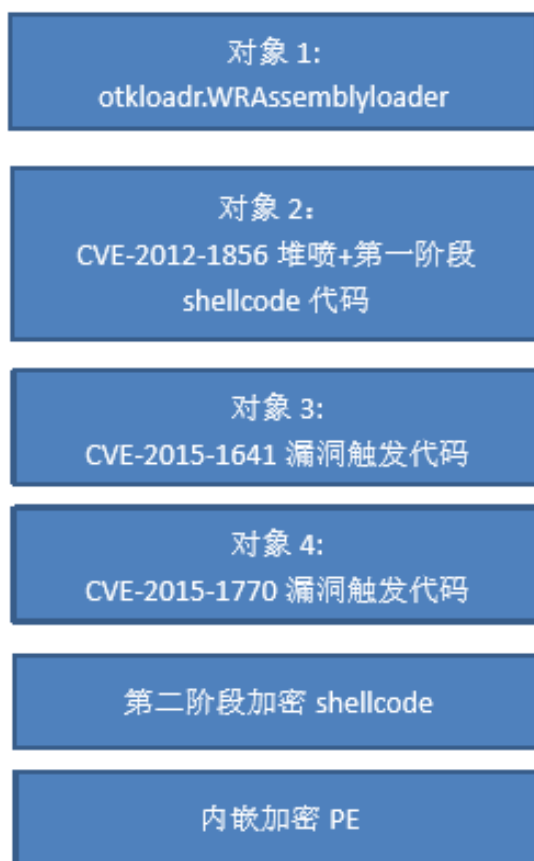 对象 1:
otkloadr.WRAssemblyloader
对象 2：
CVE-2012-1856 堆喷+第一阶段
shellcode 代码
对象 3:
CVE-2015-1641 漏洞触发代码
对象 4:
CVE-2015-1770 漏洞触发代码
第二阶段加密 shellcode
内嵌加密 PE